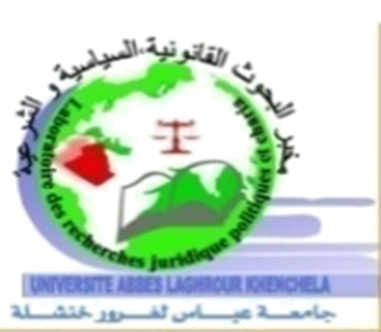 مخبر البحوث القانونية السياسية و الشرعية
Laboratoire des recherches juridique politiques et charia
UNIVERSITE ABBES LAGHROUR KHENCHELA
جامعة عباس لغرور خنشلة